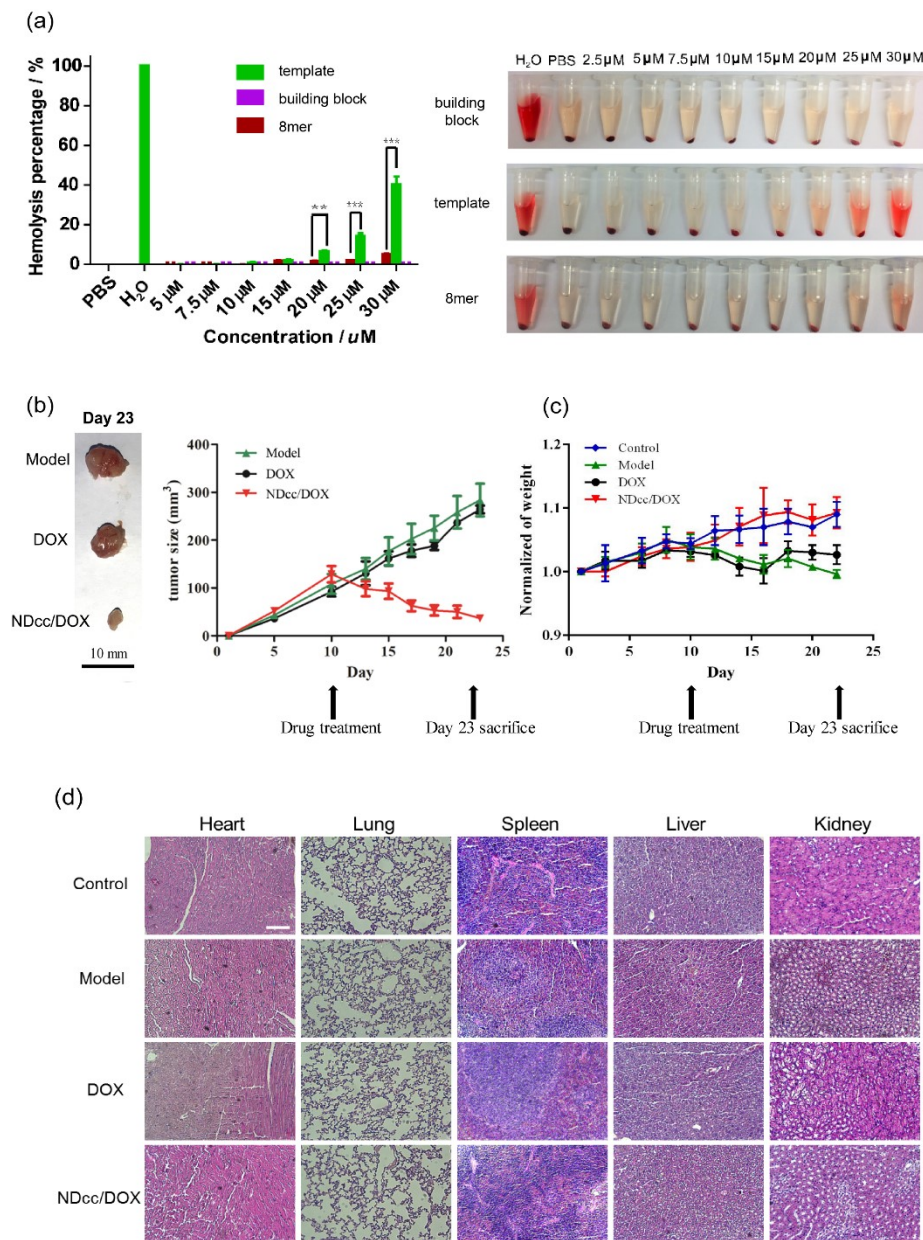 (a)
Hemolysis percentage / %
100
80
60
40
20
0
template
building block
8mer
**
***
***
PBS
H2O
5 μM
7.5 μM
10 μM
15 μM
20 μM
25 μM
30 μM
Concentration / uM
H2O PBS 2.5μM 5μM 7.5μM 10μM 15μM 20μM 25μM 30μM
building
block
template
8mer
(b)
Day 23
Model
DOX
NDcc/DOX
10 mm
tumor size (mm³)
400
300
200
100
0
Model
DOX
NDcc/DOX
0 5 10 15 20 25
Day
Drug treatment
Day 23 sacrifice
(c)
Normalized of weight
1.2
1.1
1.0
0.9
Control
Model
DOX
NDcc/DOX
0 5 10 15 20 25
Day
Drug treatment
Day 23 sacrifice
(d)
Heart Lung Spleen Liver Kidney
Control
Model
DOX
NDcc/DOX